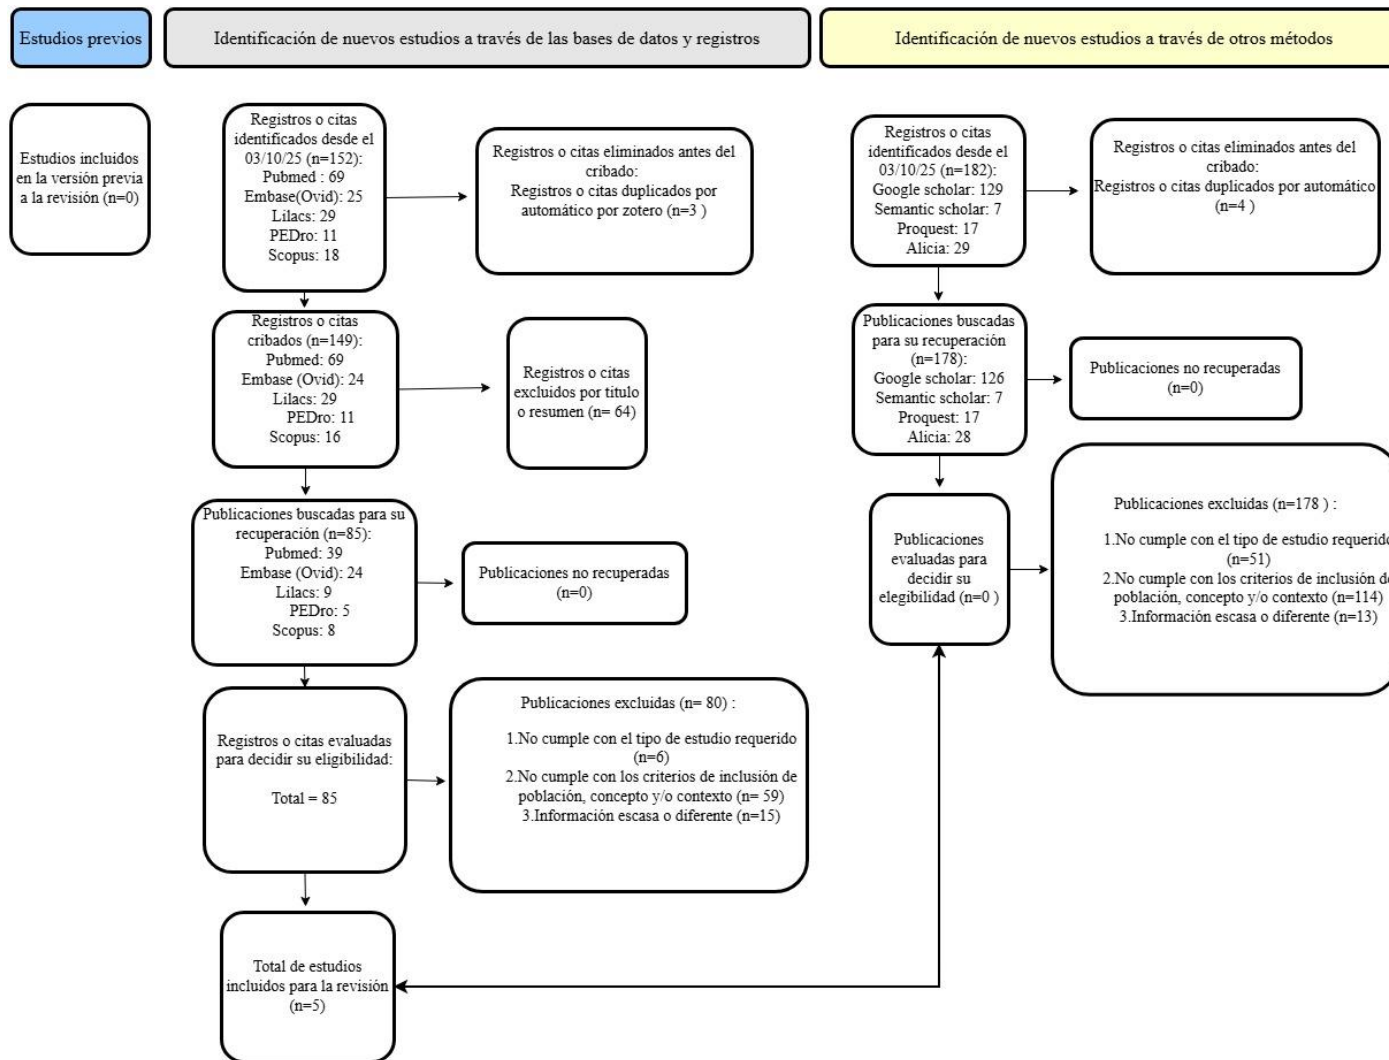 Estudios previos
Identificación de nuevos estudios a través de las bases de datos y registros
Identificación de nuevos estudios a través de otros métodos
Estudios incluidos
en la versión previa
a la revisión (n=0)
Registros o citas
identificados desde el
03/10/25 (n=152):
Pubmed : 69
Embase(Ovid): 25
Lilacs: 29
PEDro: 11
Scopus: 18
Registros o citas eliminados antes del
cribado:
Registros o citas duplicados por
automático por zotero (n=3 )
Registros o citas
cribados (n=149):
Pubmed: 69
Embase (Ovid): 24
Lilacs: 29
PEDro: 11
Scopus: 16
Registros o citas
excluidos por titulo
o resumen (n= 64)
Publicaciones buscadas para su
recuperación (n=85):
Pubmed: 39
Embase (Ovid): 24
Lilacs: 9
PEDro: 5
Scopus: 8
Publicaciones no recuperadas
(n=0)
Registros o citas evaluadas
para decidir su eligibilidad:
Total = 85
Publicaciones excluidas (n= 80) :
1.No cumple con el tipo de estudio requerido
(n=6)
2.No cumple con los criterios de inclusión de
población, concepto y/o contexto (n= 59)
3.Información escasa o diferente (n=15)
Total de estudios
incluidos para la revisión
(n=5)
Registros o citas
identificados desde el
03/10/25 (n=182):
Google scholar: 129
Semantic scholar: 7
Proquest: 17
Alicia: 29
Registros o citas eliminados antes del
cribado:
Registros o citas duplicados por automático
(n=4 )
Publicaciones buscadas
para su recuperación
(n=178):
Google scholar: 126
Semantic scholar: 7
Proquest: 17
Alicia: 28
Publicaciones no recuperadas
(n=0)
Publicaciones
evaluadas para
decidir su
elegibilidad (n=0 )
Publicaciones excluidas (n=178 ) :
1.No cumple con el tipo de estudio requerido
(n=51)
2.No cumple con los criterios de inclusión de
población, concepto y/o contexto (n=114)
3.Información escasa o diferente (n=13)